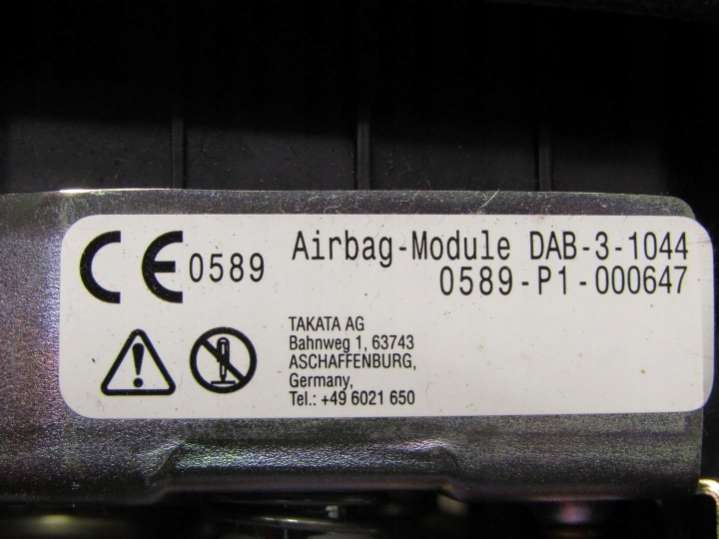 CE 0589 Airbag-Module DAB-3-1044
0589-P1-000647
TAKATA AG
Bahnweg 1, 63743
ASCHAFFENBURG,
Germany,
Tel.: +49 6021 650